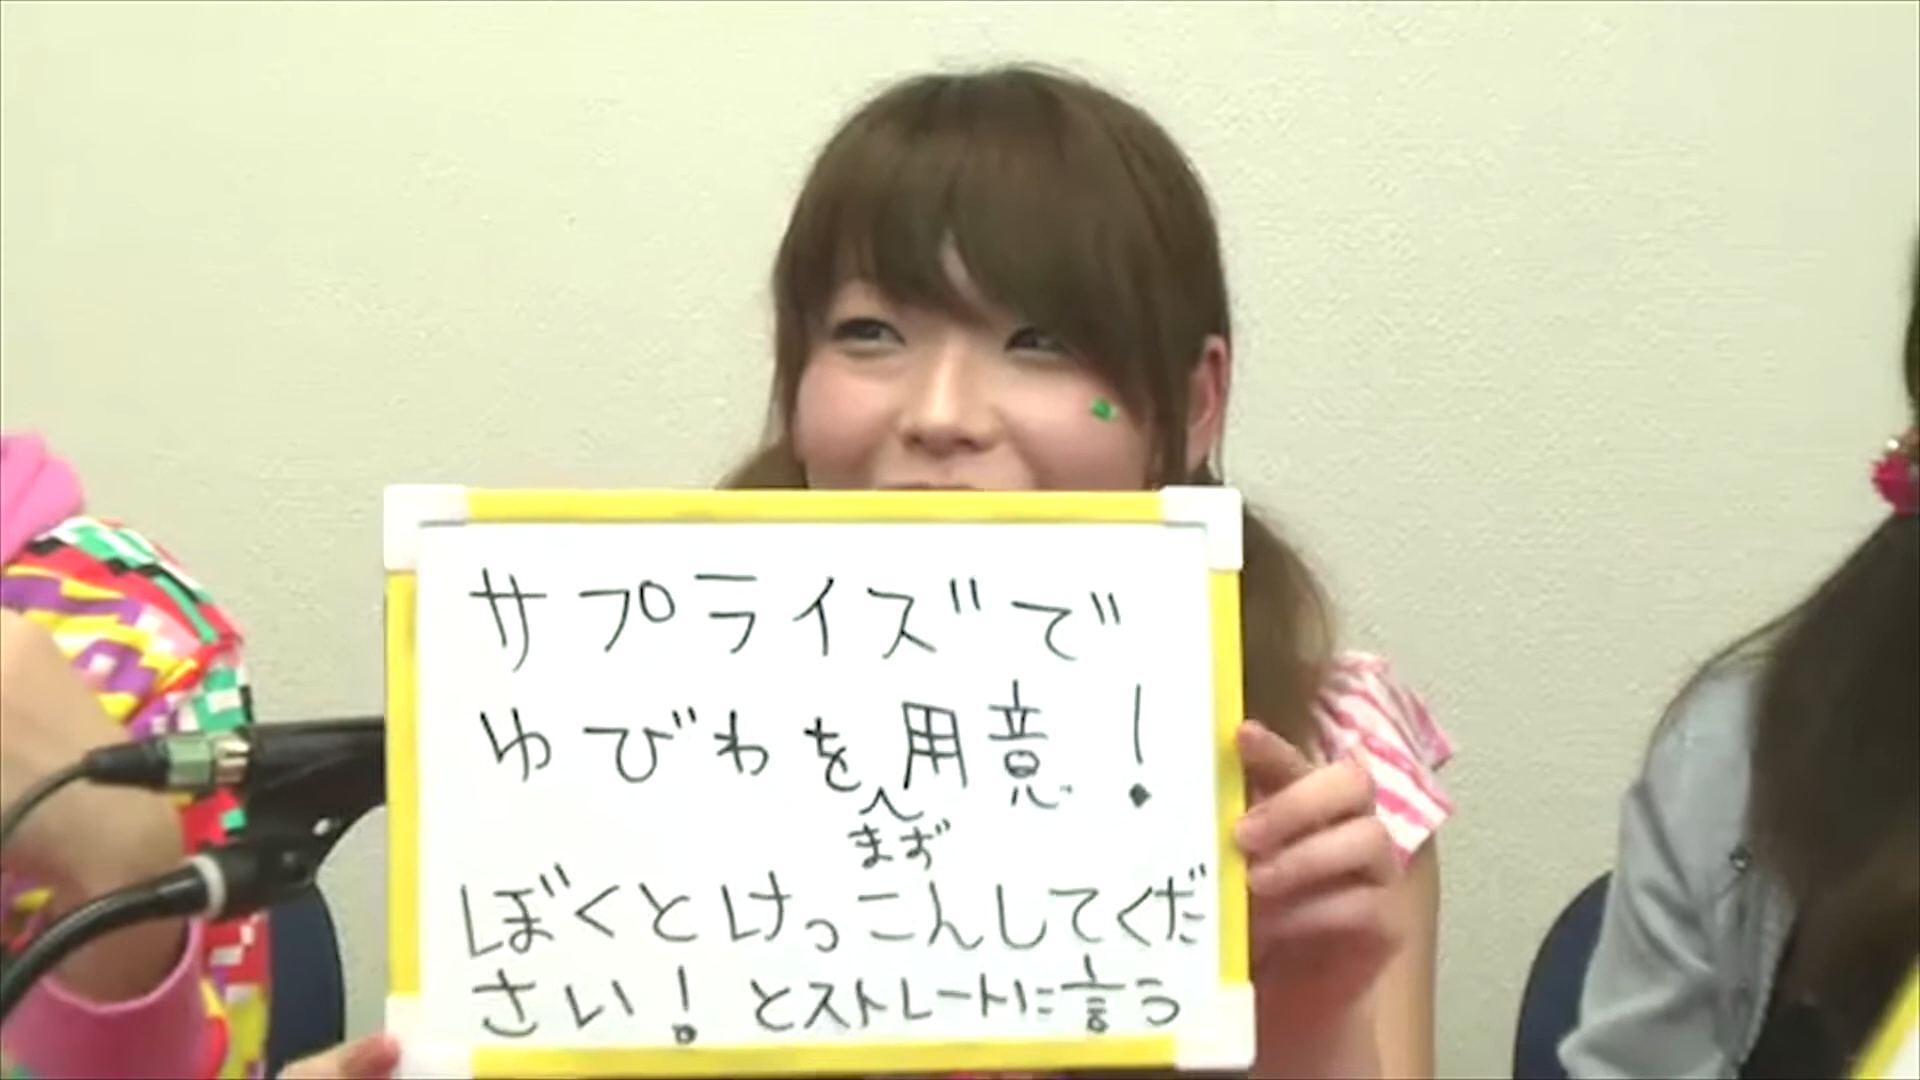 サプライズで
ゆびわを用意!
まず
ぼくとけっこんしてくだ
さい!とストレートに言う